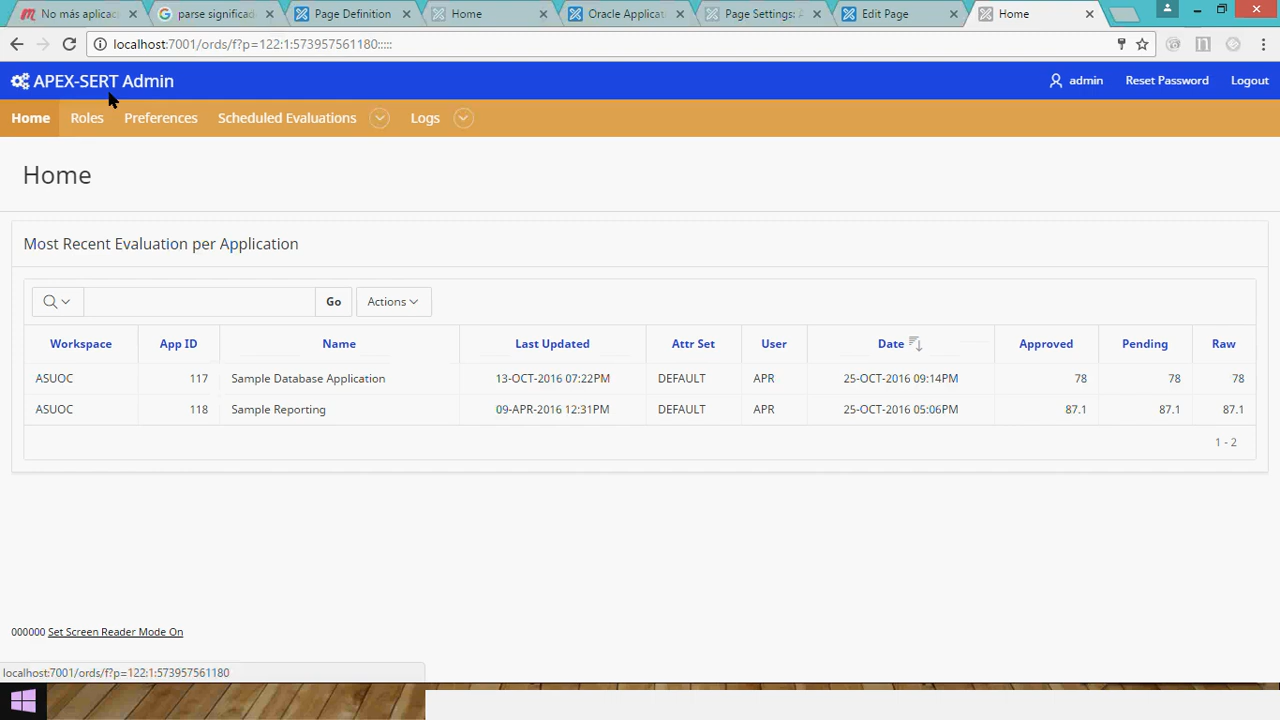 No más aplicac
parse significad
Page Definition
Home
Oracle Applicat
Page Settings: A
Edit Page
Home
localhost:7001/ords/f?p=122:1:573957561180:::::
APEX-SERT Admin
admin
Reset Password
Logout
Home
Roles
Preferences
Scheduled Evaluations
Logs
Home
Most Recent Evaluation per Application
Go
Actions
Workspace App ID Name Last Updated Attr Set User Date Approved Pending Raw
ASUOC 117 Sample Database Application 13-OCT-2016 07:22PM DEFAULT APR 25-OCT-2016 09:14PM 78 78 78
ASUOC 118 Sample Reporting 09-APR-2016 12:31PM DEFAULT APR 25-OCT-2016 05:06PM 87.1 87.1 87.1
1 - 2
000000 Set Screen Reader Mode On
localhost:7001/ords/f?p=122:1:573957561180